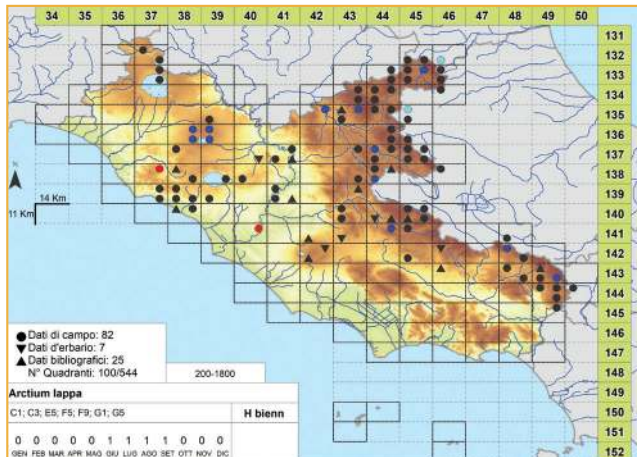 34 35 36 37 38 39 40 41 42 43 44 45 46 47 48 49 50
131
132
133
134
135
136
137
138
139
140
141
142
143
144
145
146
147
148
149
150
151
152
N
14 Km
11 Km
Dati di campo: 82
Dati d'erbario: 7
Dati bibliografici: 25
N° Quadranti: 100/544
200-1800
Arctium lappa
C1; C3; E5; F5; F9; G1; G5
H bienn
0 0 0 0 0 1 1 1 1 0 0 0
GEN FEB MAR APR MAG GIU LUG AGO SET OTT NOV DIC